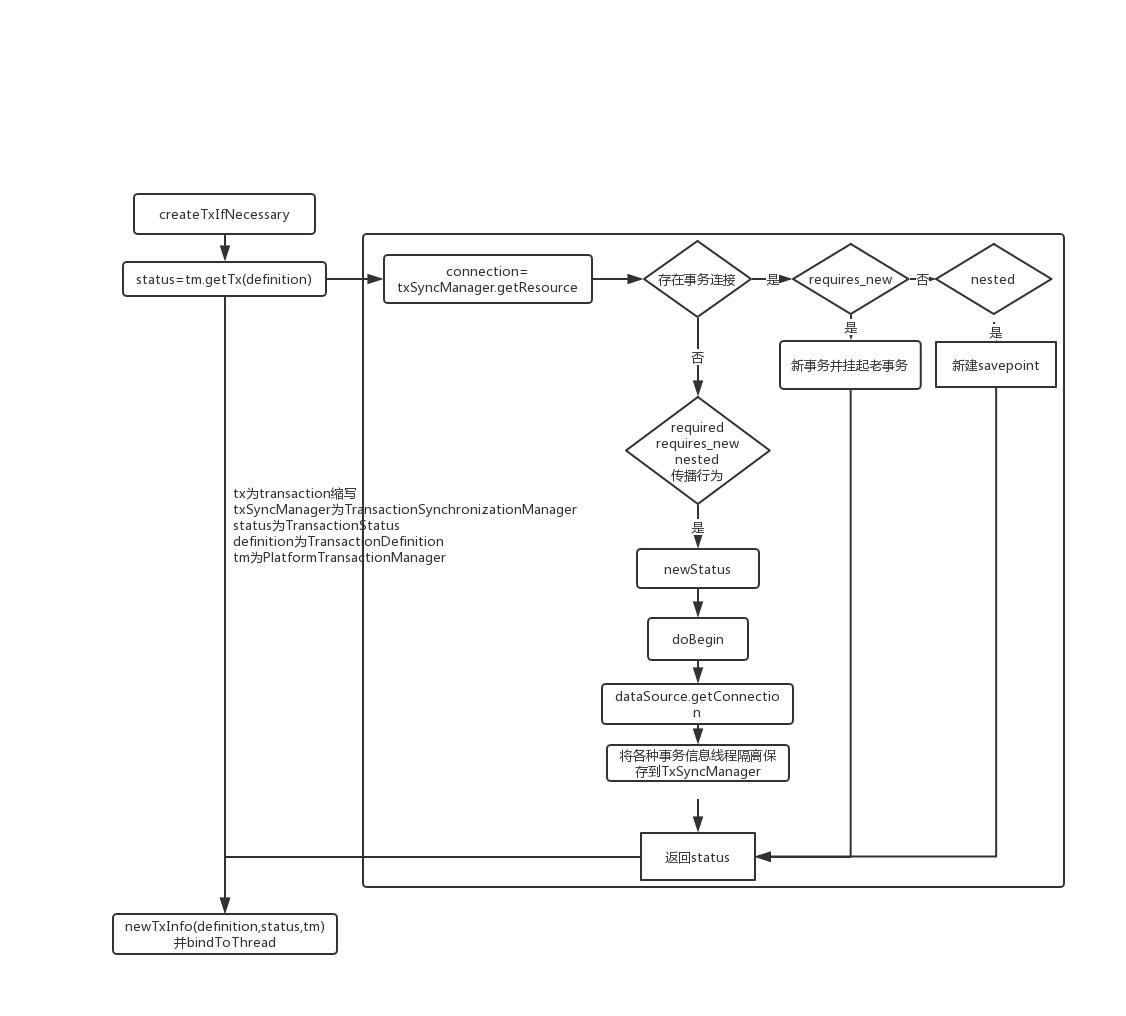 createTxIfNecessary
status=tm.getTx(definition)
connection=
txSyncManager.getResource
存在事务连接
是
requires_new
否
nested
是
新事务并挂起老事务
是
新建savepoint
否
required
requires_new
nested
传播行为
tx为transaction缩写
txSyncManager为TransactionSynchronizationManager
status为TransactionStatus
definition为TransactionDefinition
tm为PlatformTransactionManager
是
newStatus
doBegin
dataSource.getConnectio
n
将各种事务信息线程隔离保
存到TxSyncManager
返回status
newTxInfo(definition,status,tm)
并bindToThread